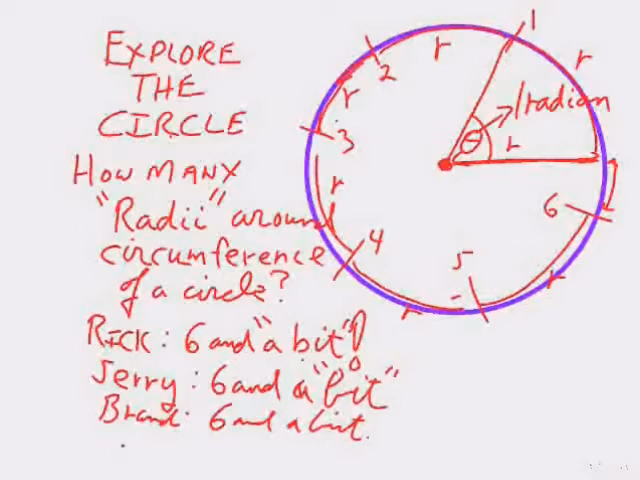 EXPLORE
THE
CIRCLE
HOW MANY
"Radii" around
circumference
of a circle?
RICK: 6 and "a bit"!
Jerry: 6 and a "bit"
Brand: 6 and a bit.
1
r
r
2
r
1 radian
θ
r
3
r
6
4
5
r
r